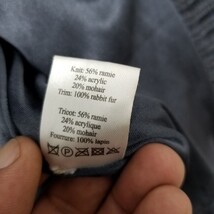 Knit: 56% ramie
24% acrylic
20% mohair
Trim: 100% rabbit fur
Tricot: 56% ramie
24% acrylique
20% mohair
Fourrure: 100% lapin